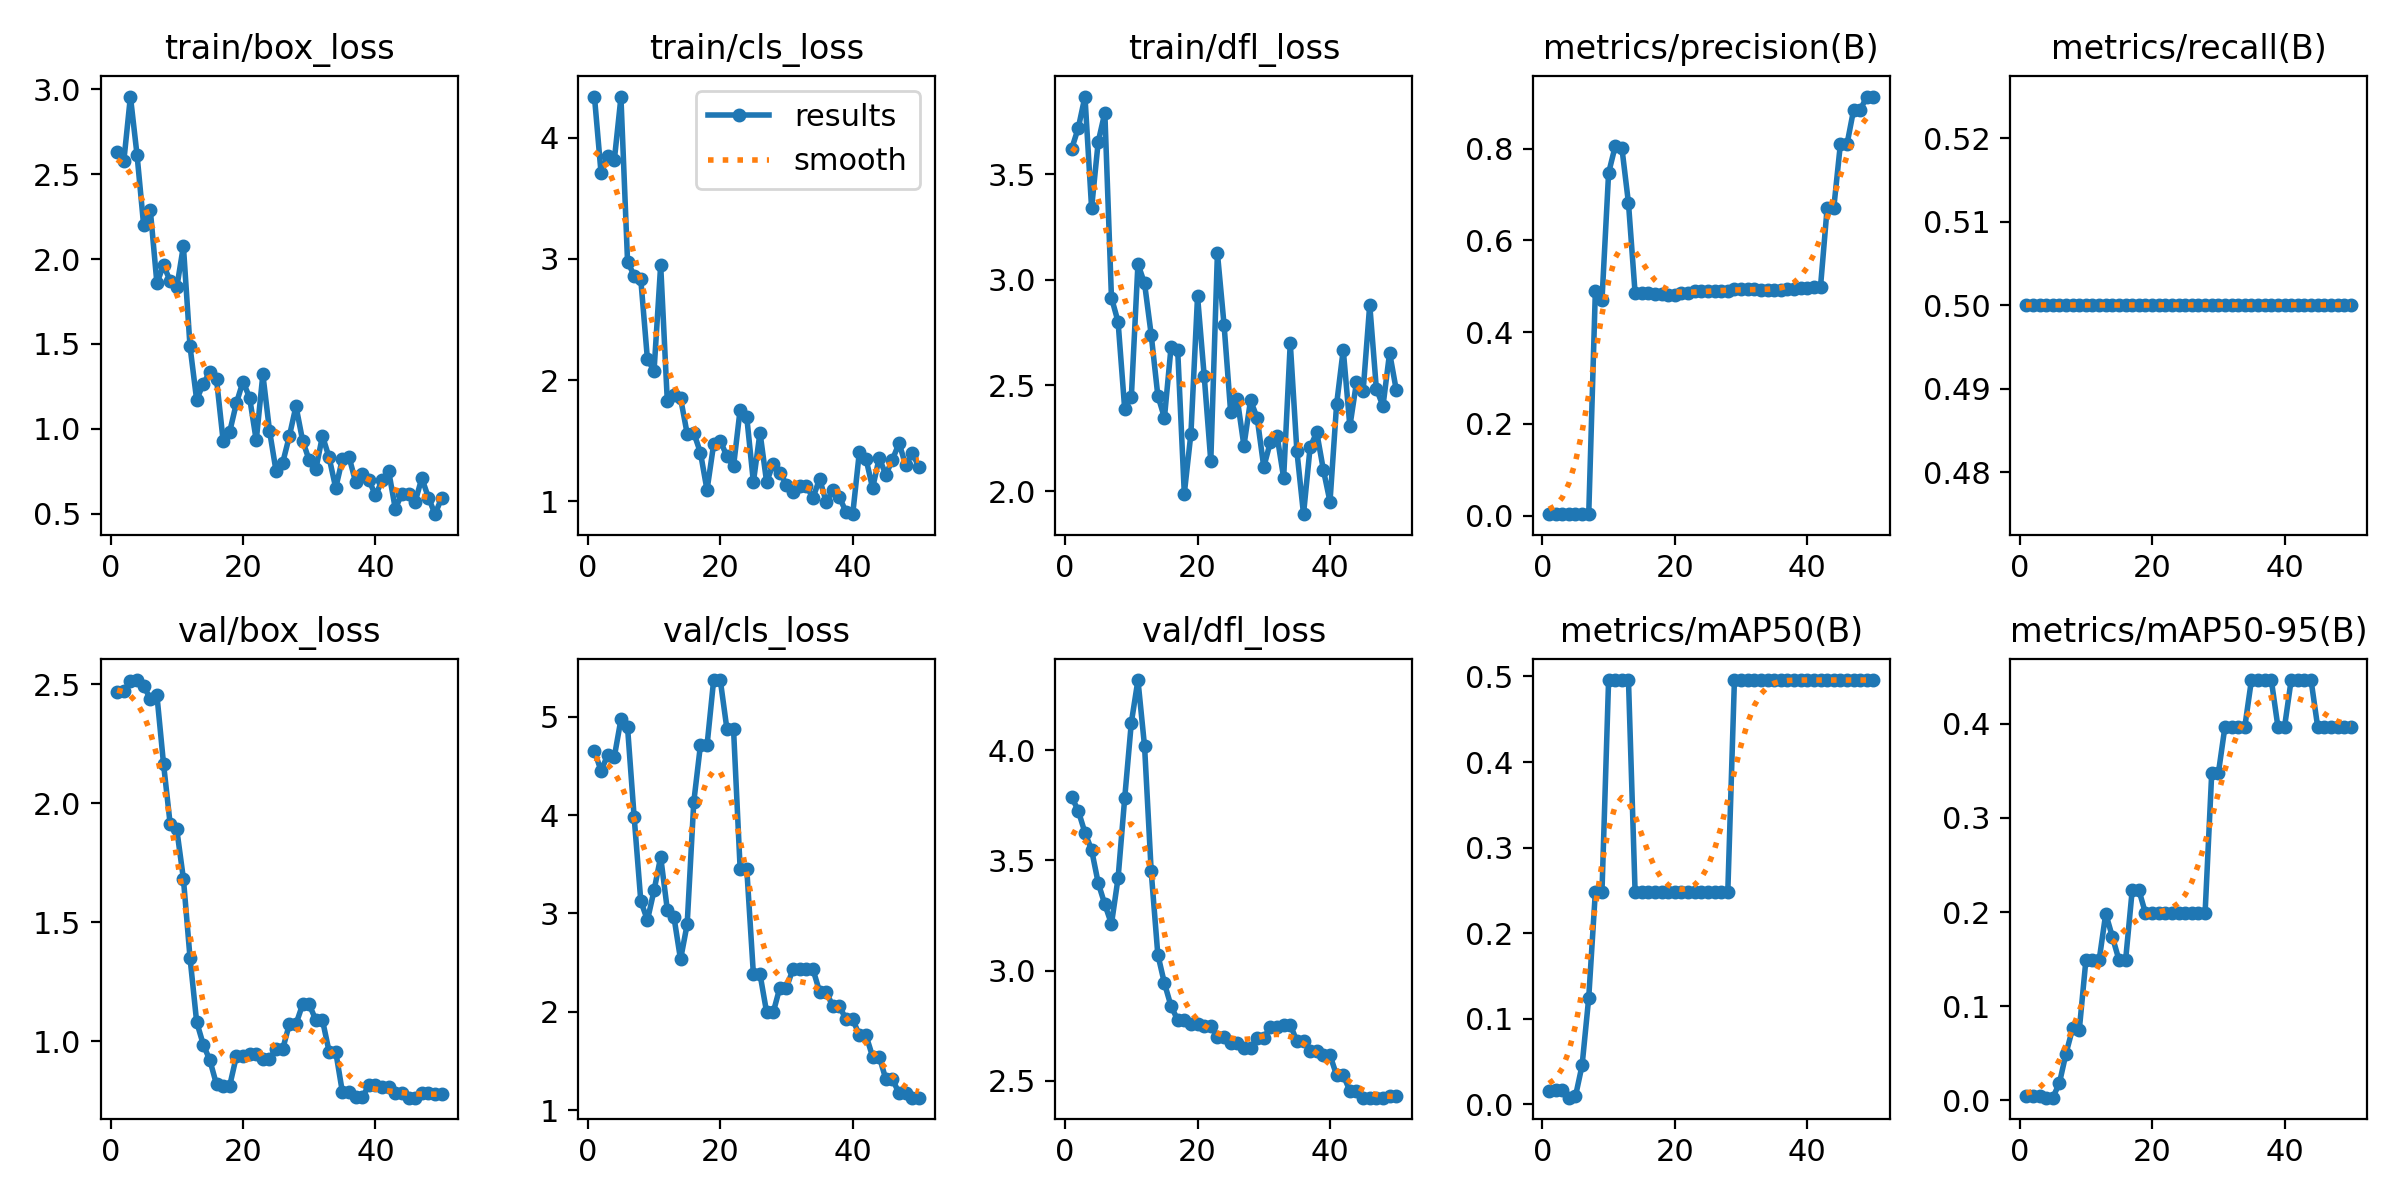 train/box_loss
3.0
2.5
2.0
1.5
1.0
0.5
0 20 40
train/cls_loss
results
smooth
4
3
2
1
0 20 40
train/dfl_loss
3.5
3.0
2.5
2.0
0 20 40
metrics/precision(B)
0.8
0.6
0.4
0.2
0.0
0 20 40
metrics/recall(B)
0.52
0.51
0.50
0.49
0.48
0 20 40
val/box_loss
2.5
2.0
1.5
1.0
0 20 40
val/cls_loss
5
4
3
2
1
0 20 40
val/dfl_loss
4.0
3.5
3.0
2.5
0 20 40
metrics/mAP50(B)
0.5
0.4
0.3
0.2
0.1
0.0
0 20 40
metrics/mAP50-95(B)
0.4
0.3
0.2
0.1
0.0
0 20 40